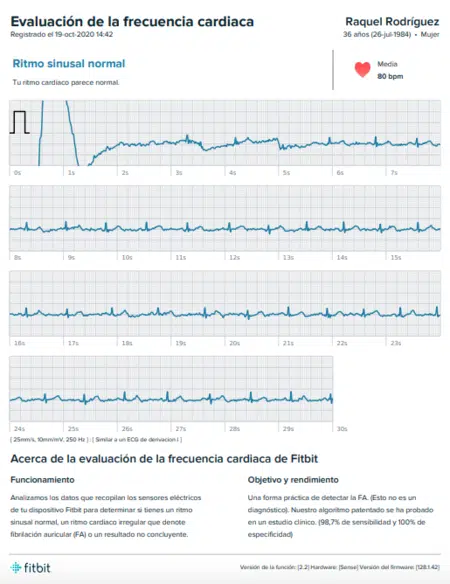 Evaluación de la frecuencia cardiaca
Raquel Rodríguez
Registrado el 19-oct-2020 14:42
36 años (26-jul-1984) • Mujer
Ritmo sinusal normal
Tu ritmo cardiaco parece normal.
Media
80 bpm
0s 1s 2s 3s 4s 5s 6s 7s
8s 9s 10s 11s 12s 13s 14s 15s
16s 17s 18s 19s 20s 21s 22s 23s
24s 25s 26s 27s 28s 29s 30s
[ 25mm/s, 10mm/mV, 250 Hz ] : [ Similar a un ECG de derivacion I ]
Acerca de la evaluación de la frecuencia cardiaca de Fitbit
Funcionamiento
Analizamos los datos que recopilan los sensores eléctricos
de tu dispositivo Fitbit para determinar si tienes un ritmo
sinusal normal, un ritmo cardiaco irregular que denote
fibrilación auricular (FA) o un resultado no concluyente.
Objetivo y rendimiento
Una forma práctica de detectar la FA. (Esto no es un
diagnóstico). Nuestro algoritmo patentado se ha probado
en un estudio clínico. (98,7% de sensibilidad y 100% de
especificidad)
fitbit
Versión de la función: [2.2] Hardware: [Sense] Versión del firmware: [128.1.42]